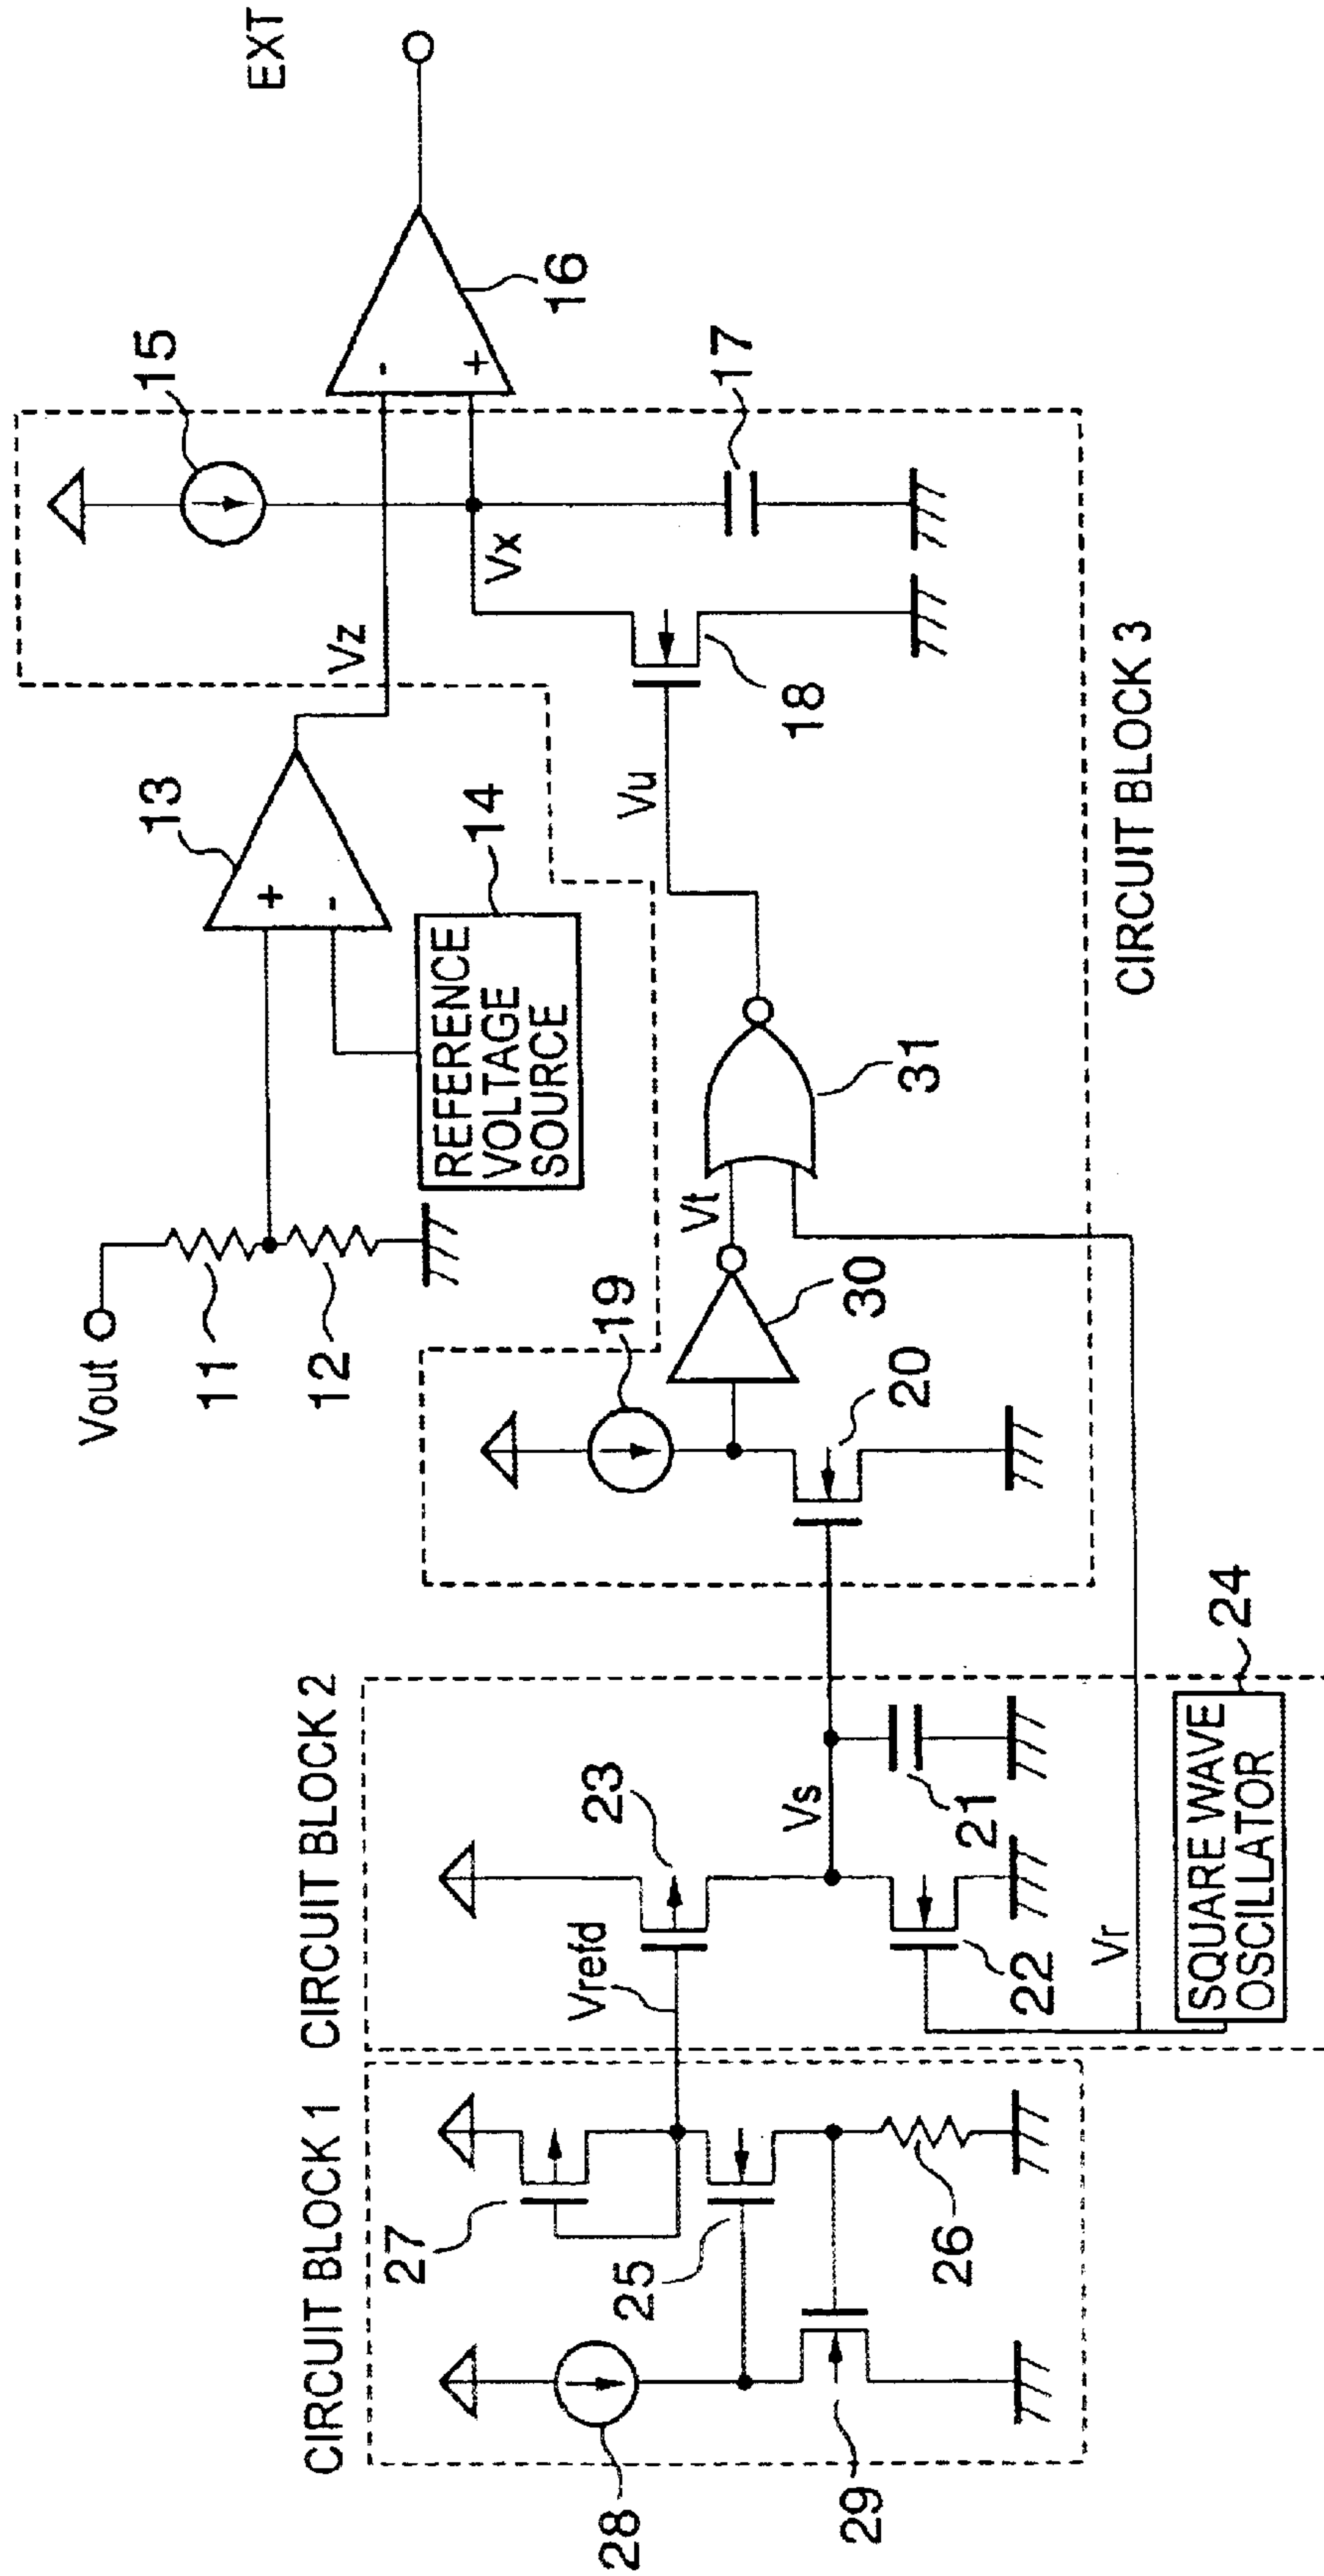 CIRCUIT BLOCK 1
CIRCUIT BLOCK 2
CIRCUIT BLOCK 3
28
29
27
25
26
Vrefd
23
22
Vs
21
Vr
SQUARE WAVE
OSCILLATOR
24
19
20
30
Vt
31
Vu
18
Vout
11
12
13
+
-
REFERENCE
VOLTAGE
SOURCE
14
Vz
Vx
15
17
-
+
16
EXT